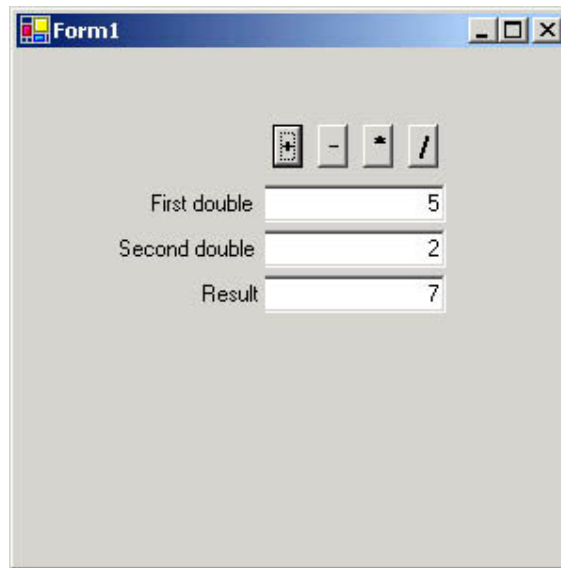 Form1
+ - * /
First double 5
Second double 2
Result 7